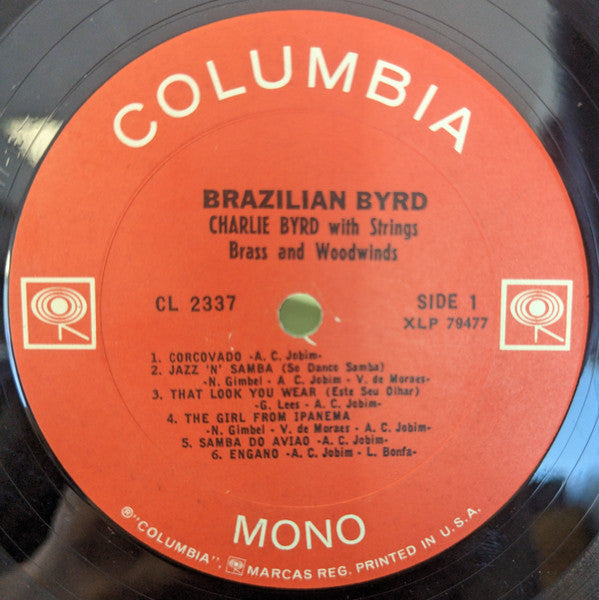 COLUMBIA
BRAZILIAN BYRD
CHARLIE BYRD with Strings
Brass and Woodwinds
CL 2337
SIDE 1
XLP 79477
1. CORCOVADO -A. C. Jobim-
2. JAZZ 'N' SAMBA (So Danco Samba)
-N. Gimbel - A. C. Jobim - V. de Moraes-
3. THAT LOOK YOU WEAR (Este Seu Olhar)
-G. Lees - A. C. Jobim-
4. THE GIRL FROM IPANEMA
-N. Gimbel - V. de Moraes - A. C. Jobim-
5. SAMBA DO AVIAO -A. C. Jobim-
6. ENGANO -A. C. Jobim - L. Bonfa-
MONO
®"COLUMBIA", MARCAS REG. PRINTED IN U.S.A.